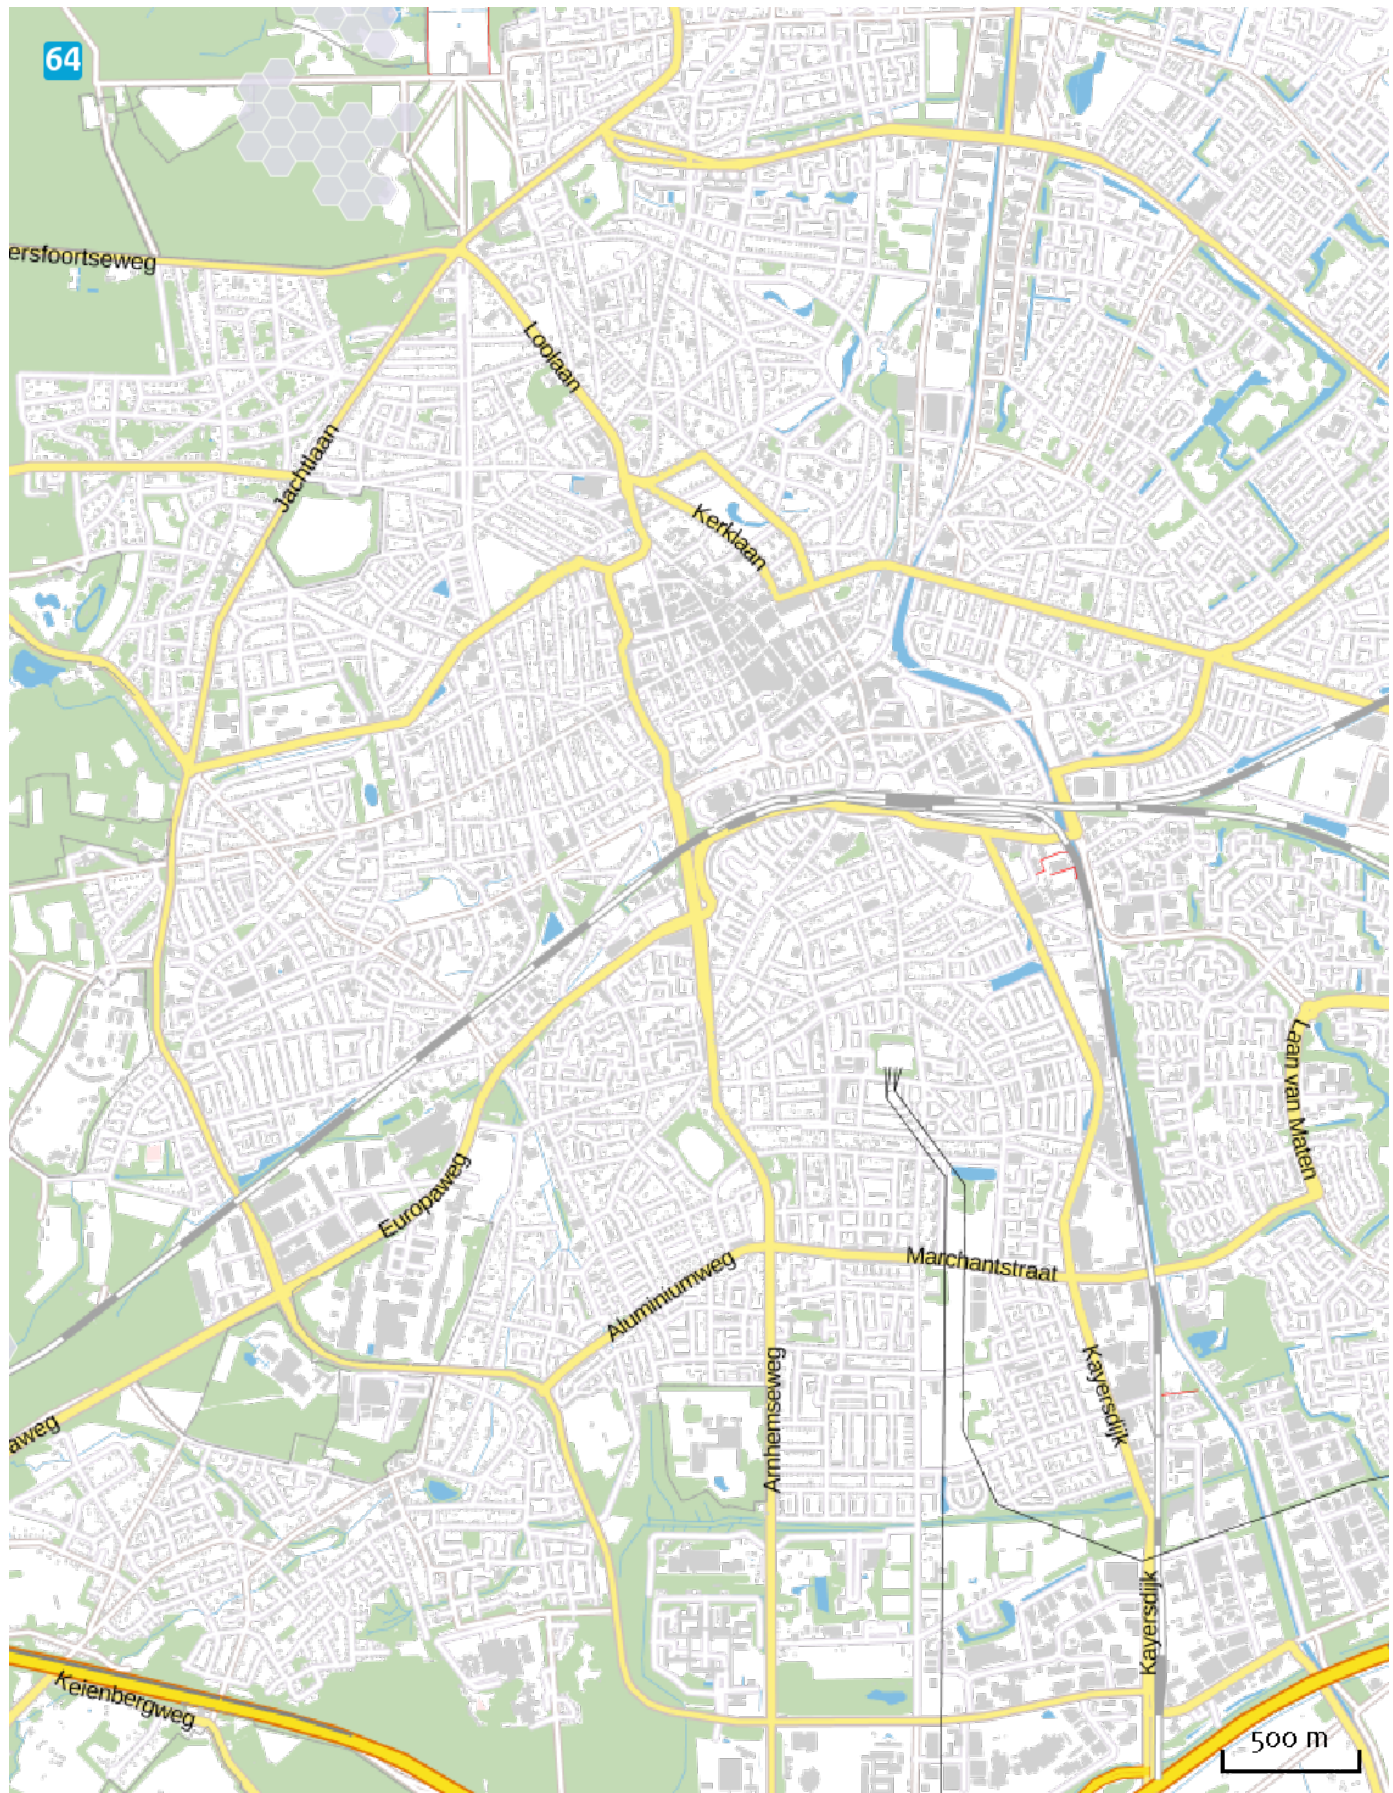 64
ersfoortseweg
Loolaan
Jachtlaan
Kerklaan
Laan van Maten
Europaweg
Marchantstraat
Aluminiumweg
Arnhemseweg
Kayersdijk
aweg
Kayersdijk
Keienbergweg
500 m